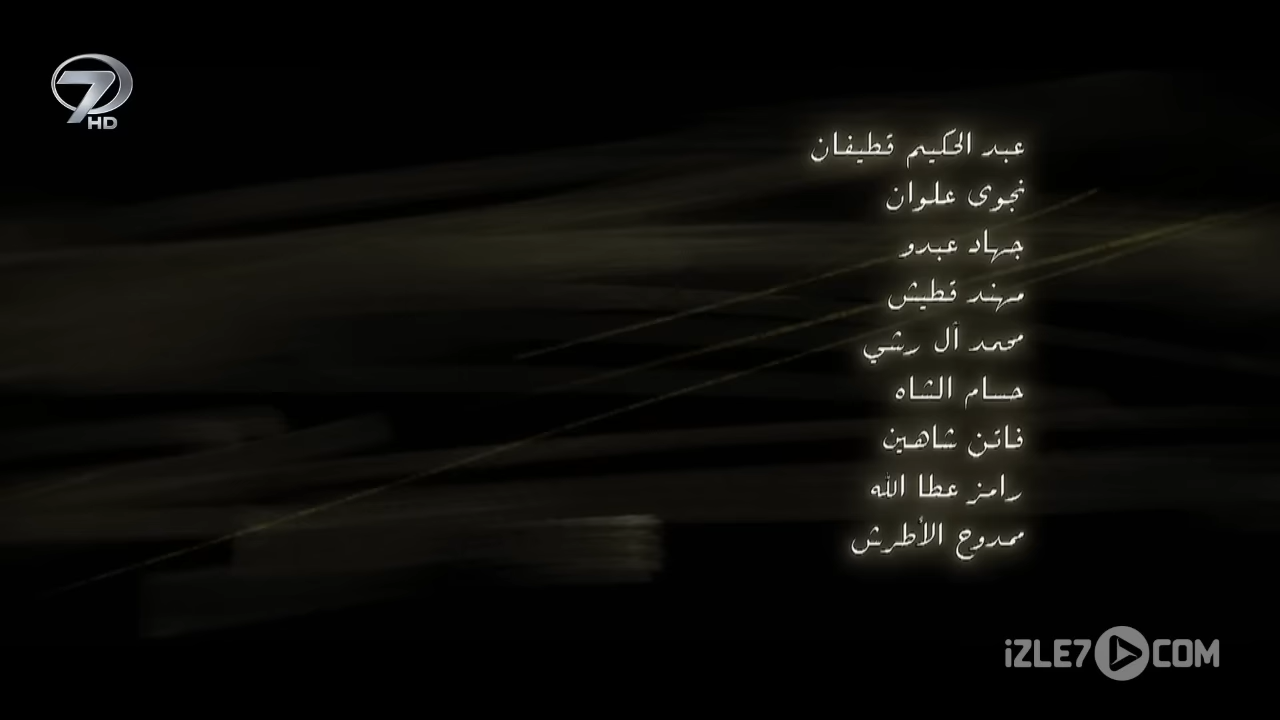 7
HD
عبد الحكيم قطيفان
نجوى علوان
جهاد عبدو
مهند قطيش
محمد آل رشي
حسام الشاه
فاتن شاهين
رامز عطا الله
ممدوح الأطرش
iZLE7 COM